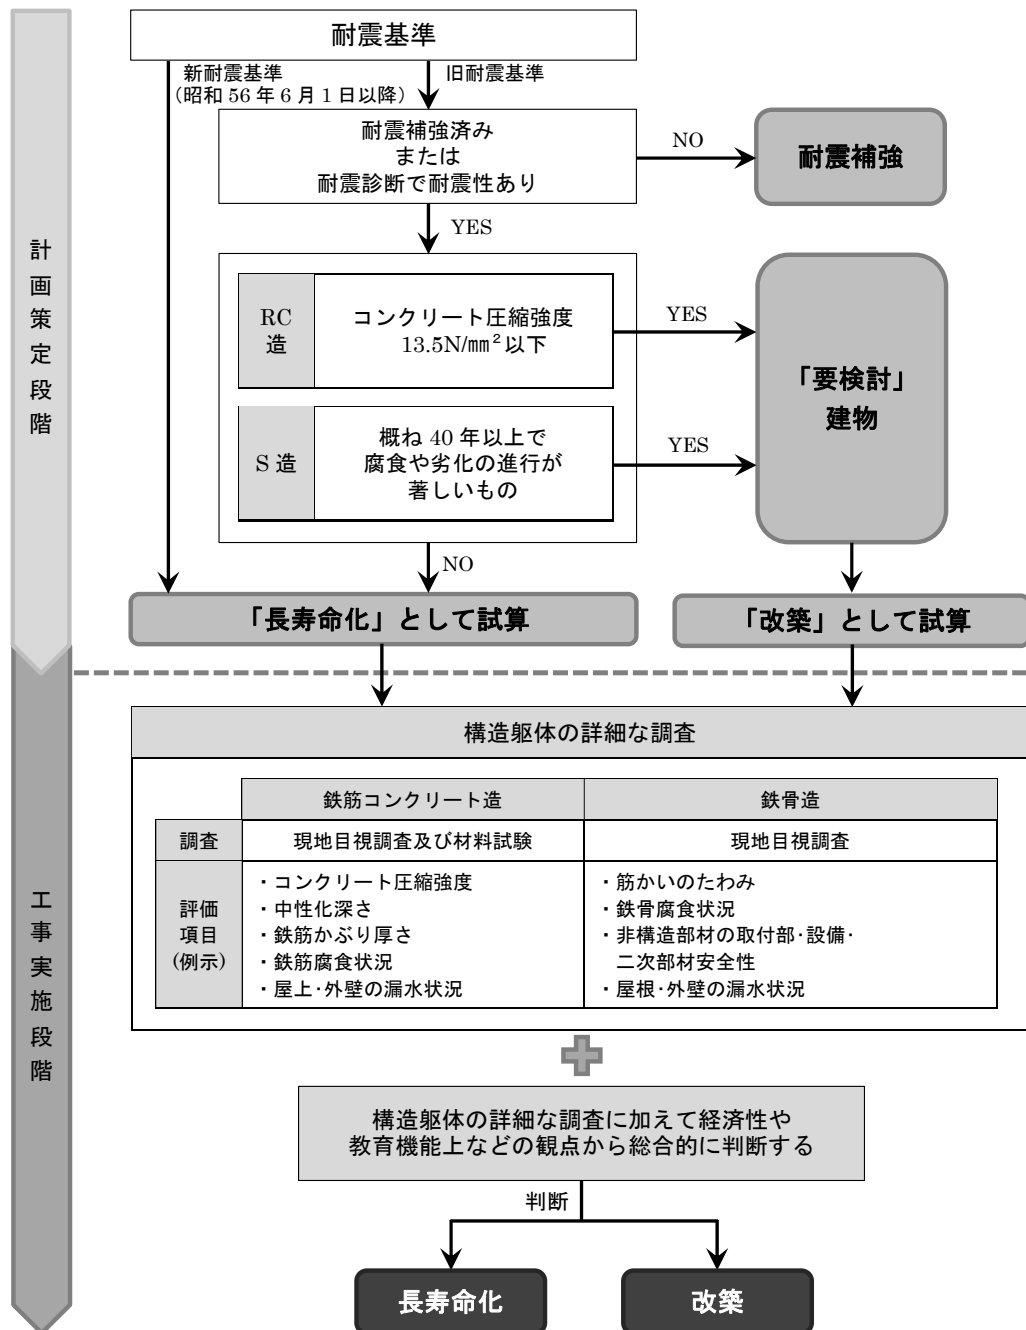 耐震基準
新耐震基準
（昭和 56 年 6 月 1 日以降）
旧耐震基準
耐震補強済み
または
耐震診断で耐震性あり
NO
耐震補強
YES
計画策定段階
RC
造
コンクリート圧縮強度
13.5N/㎜²以下
YES
「要検討」
建物
S 造
概ね 40 年以上で
腐食や劣化の進行が
著しいもの
YES
NO
「長寿命化」として試算
「改築」として試算
工事実施段階
構造躯体の詳細な調査
鉄筋コンクリート造
鉄骨造
調査
現地目視調査及び材料試験
現地目視調査
評価
項目
(例示)
・コンクリート圧縮強度
・中性化深さ
・鉄筋かぶり厚さ
・鉄筋腐食状況
・屋上･外壁の漏水状況
・筋かいのたわみ
・鉄骨腐食状況
・非構造部材の取付部･設備･
二次部材安全性
・屋根･外壁の漏水状況
構造躯体の詳細な調査に加えて経済性や
教育機能上などの観点から総合的に判断する
判断
長寿命化
改築